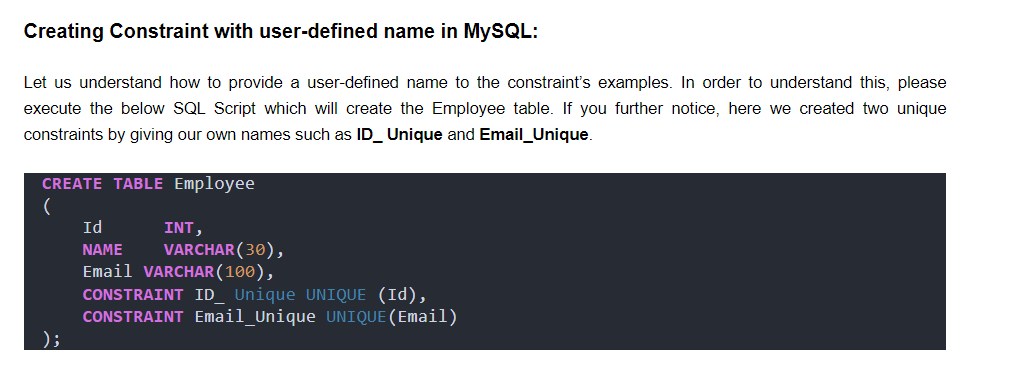 Creating Constraint with user-defined name in MySQL:
Let us understand how to provide a user-defined name to the constraint's examples. In order to understand this, please
execute the below SQL Script which will create the Employee table. If you further notice, here we created two unique
constraints by giving our own names such as ID_ Unique and Email_Unique.
CREATE TABLE Employee
(
Id INT,
NAME VARCHAR(30),
Email VARCHAR(100),
CONSTRAINT ID_ Unique UNIQUE (Id),
CONSTRAINT Email_Unique UNIQUE(Email)
);